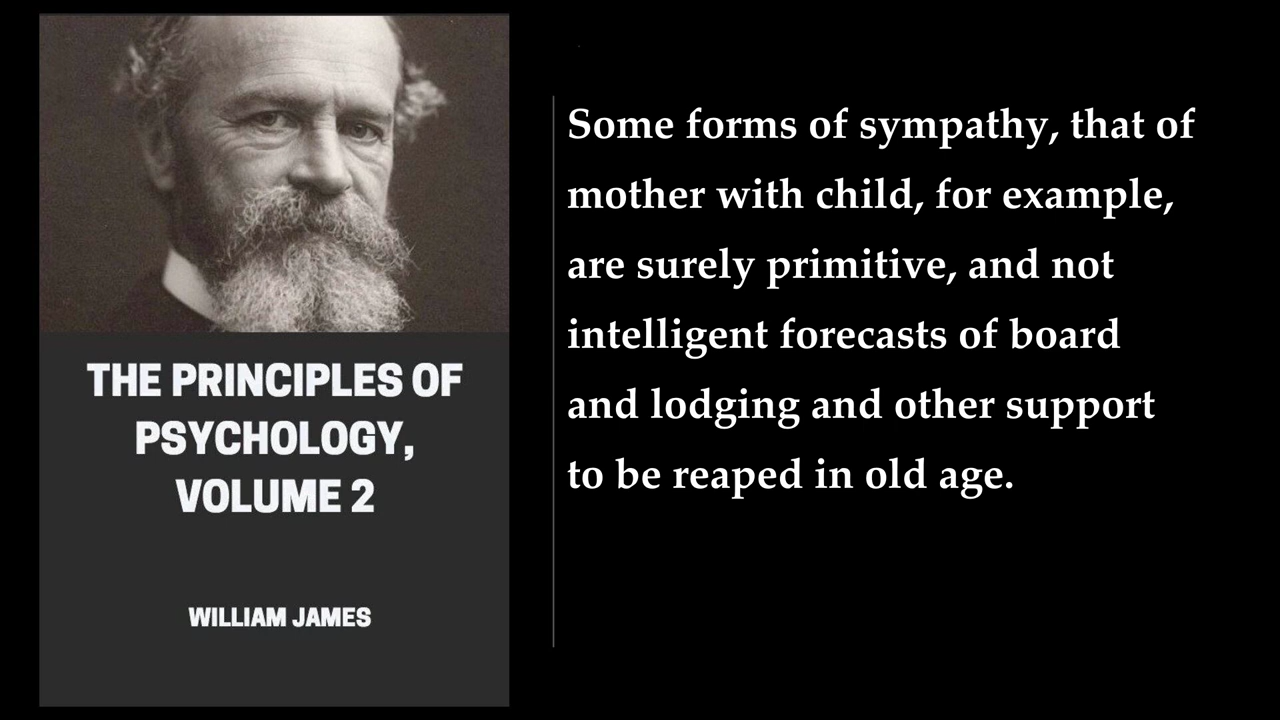 THE PRINCIPLES OF
PSYCHOLOGY,
VOLUME 2
WILLIAM JAMES
Some forms of sympathy, that of
mother with child, for example,
are surely primitive, and not
intelligent forecasts of board
and lodging and other support
to be reaped in old age.